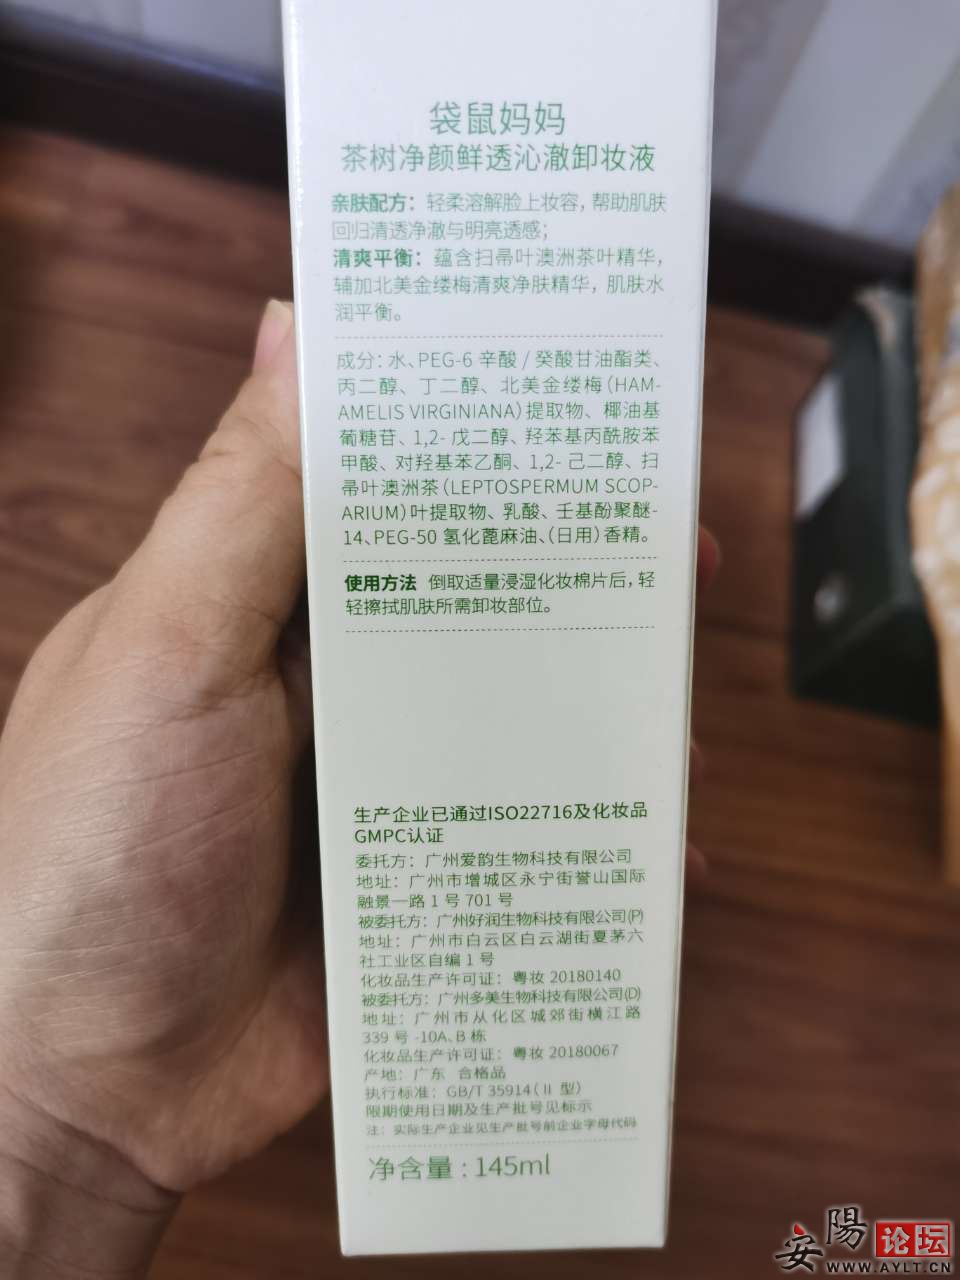 袋鼠妈妈
茶树净颜鲜透沁澈卸妆液
亲肤配方：轻柔溶解脸上妆容，帮助肌肤
回归清透净澈与明亮透感；
清爽平衡：蕴含扫帚叶澳洲茶叶精华，
辅加北美金缕梅清爽净肤精华，肌肤水
润平衡。
成分：水、PEG-6 辛酸 / 癸酸甘油酯类、
丙二醇、丁二醇、北美金缕梅（HAM-
AMELIS VIRGINIANA）提取物、椰油基
葡糖苷、1,2- 戊二醇、羟苯基丙酰胺苯
甲酸、对羟基苯乙酮、1,2- 己二醇、扫
帚叶澳洲茶（LEPTOSPERMUM SCOP-
ARIUM）叶提取物、乳酸、壬基酚聚醚-
14、PEG-50 氢化蓖麻油、（日用）香精。
使用方法 倒取适量浸湿化妆棉片后，轻
轻擦拭肌肤所需卸妆部位。
生产企业已通过ISO22716及化妆品
GMPC认证
委托方：广州爱韵生物科技有限公司
地址：广州市增城区永宁街誉山国际
融景一路 1 号 701 号
被委托方：广州好润生物科技有限公司(P)
地址：广州市白云区白云湖街夏茅六
社工业区自编 1 号
化妆品生产许可证：粤妆 20180140
被委托方：广州多美生物科技有限公司(D)
地址：广州市从化区城郊街横江路
339 号 -10A、B 栋
化妆品生产许可证：粤妆 20180067
产地：广东 合格品
执行标准：GB/T 35914（II 型）
限期使用日期及生产批号见标示
注：实际生产企业见生产批号前企业字母代码
净含量：145ml
安陽论坛
WWW.AYLT.CN